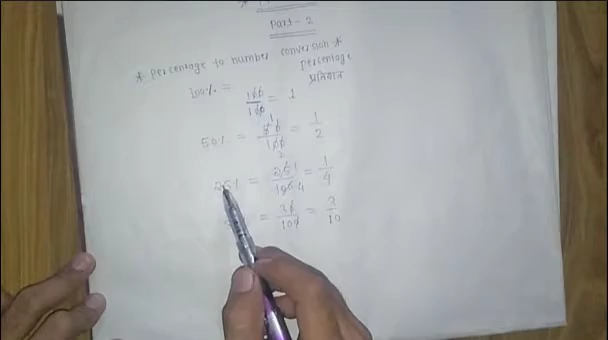 Part-2
* Percentage to number conversion *
percentage
प्रतिशत
100% = 100/100 = 1
50% = 50/100 = 1/2
25% = 25/100 = 1/4
= 30/100 = 3/10